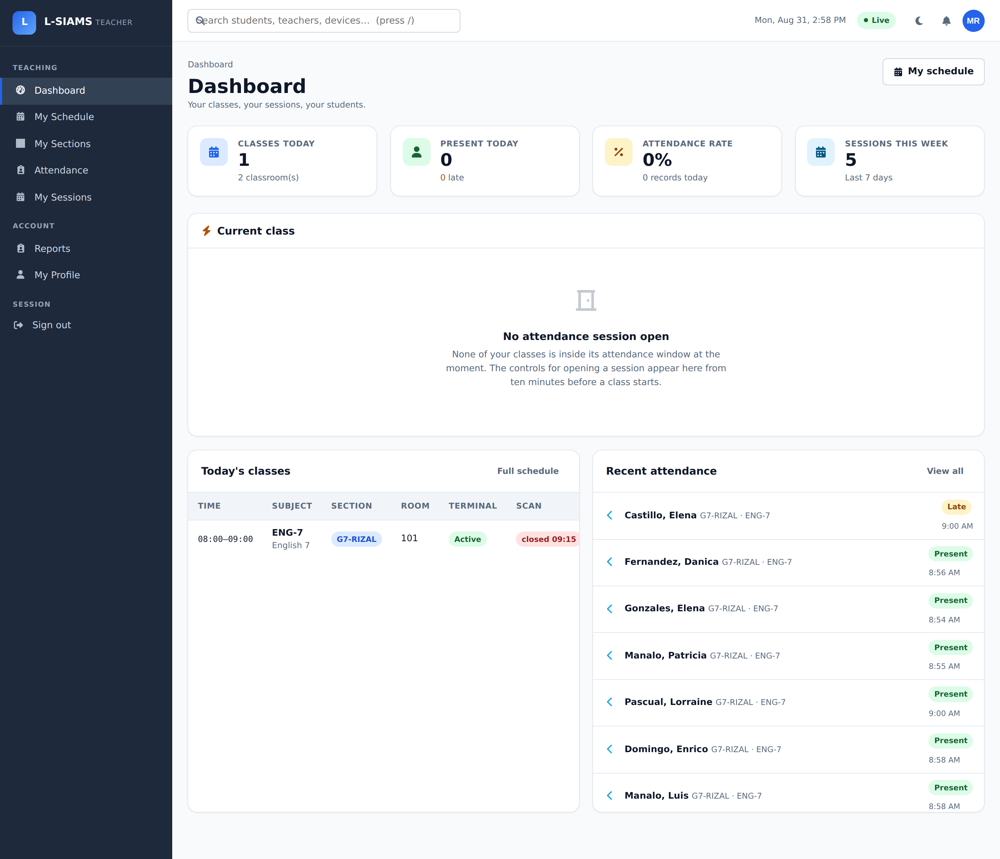 L
L-SIAMS TEACHER
TEACHING
Dashboard
My Schedule
My Sections
Attendance
My Sessions
ACCOUNT
Reports
My Profile
SESSION
Sign out
Search students, teachers, devices... (press /)
Mon, Aug 31, 2:58 PM
Live
MR
Dashboard
Dashboard
Your classes, your sessions, your students.
My schedule
CLASSES TODAY
1
2 classroom(s)
PRESENT TODAY
0
0 late
ATTENDANCE RATE
0%
0 records today
SESSIONS THIS WEEK
5
Last 7 days
Current class
No attendance session open
None of your classes is inside its attendance window at the
moment. The controls for opening a session appear here from
ten minutes before a class starts.
Today's classes
Full schedule
TIME SUBJECT SECTION ROOM TERMINAL SCAN
08:00–09:00 ENG-7 G7-RIZAL 101 Active closed 09:15
English 7
Recent attendance
View all
Castillo, Elena G7-RIZAL · ENG-7 Late
9:00 AM
Fernandez, Danica G7-RIZAL · ENG-7 Present
8:56 AM
Gonzales, Elena G7-RIZAL · ENG-7 Present
8:54 AM
Manalo, Patricia G7-RIZAL · ENG-7 Present
8:55 AM
Pascual, Lorraine G7-RIZAL · ENG-7 Present
9:00 AM
Domingo, Enrico G7-RIZAL · ENG-7 Present
8:58 AM
Manalo, Luis G7-RIZAL · ENG-7 Present
8:58 AM